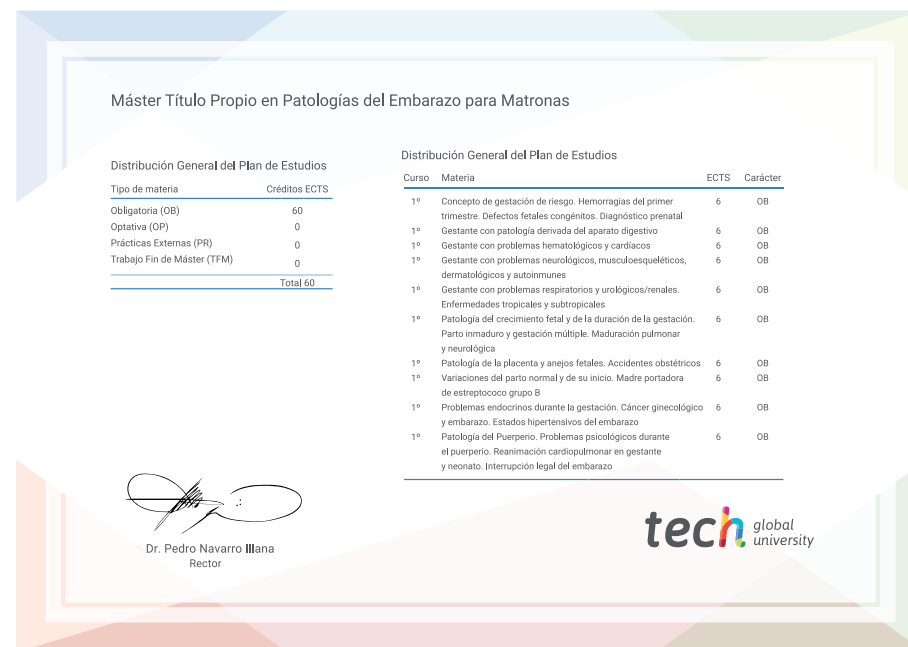 Máster Título Propio en Patologías del Embarazo para Matronas
Distribución General del Plan de Estudios
Tipo de materia Créditos ECTS
Obligatoria (OB) 60
Optativa (OP) 0
Prácticas Externas (PR) 0
Trabajo Fin de Máster (TFM) 0
Total 60
Distribución General del Plan de Estudios
Curso Materia ECTS Carácter
1º Concepto de gestación de riesgo. Hemorragias del primer 6 OB
trimestre. Defectos fetales congénitos. Diagnóstico prenatal
1º Gestante con patología derivada del aparato digestivo 6 OB
1º Gestante con problemas hematológicos y cardíacos 6 OB
1º Gestante con problemas neurológicos, musculoesqueléticos, 6 OB
dermatológicos y autoinmunes
1º Gestante con problemas respiratorios y urológicos/renales. 6 OB
Enfermedades tropicales y subtropicales
1º Patología del crecimiento fetal y de la duración de la gestación. 6 OB
Parto inmaduro y gestación múltiple. Maduración pulmonar
y neurológica
1º Patología de la placenta y anejos fetales. Accidentes obstétricos 6 OB
1º Variaciones del parto normal y de su inicio. Madre portadora 6 OB
de estreptococo grupo B
1º Problemas endocrinos durante la gestación. Cáncer ginecológico 6 OB
y embarazo. Estados hipertensivos del embarazo
1º Patología del Puerperio. Problemas psicológicos durante 6 OB
el puerperio. Reanimación cardiopulmonar en gestante
y neonato. Interrupción legal del embarazo
Dr. Pedro Navarro Illana
Rector
tech global
university